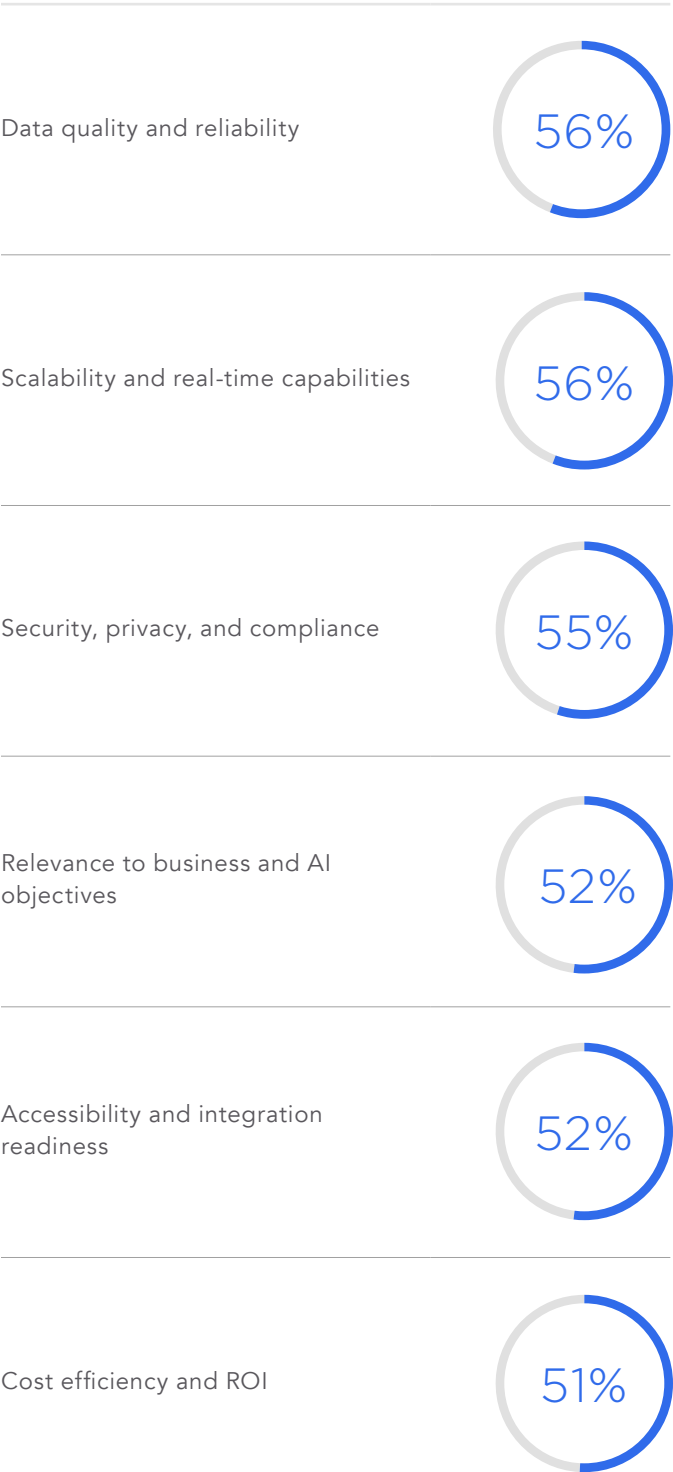 Data quality and reliability
56%
Scalability and real-time capabilities
56%
Security, privacy, and compliance
55%
Relevance to business and AI
objectives
52%
Accessibility and integration
readiness
52%
Cost efficiency and ROI
51%